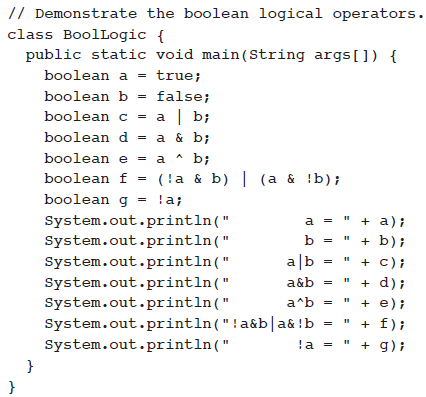 // Demonstrate the boolean logical operators.
class BoolLogic {
  public static void main(String args[]) {
    boolean a = true;
    boolean b = false;
    boolean c = a | b;
    boolean d = a & b;
    boolean e = a ^ b;
    boolean f = (!a & b) | (a & !b);
    boolean g = !a;
    System.out.println("        a = " + a);
    System.out.println("        b = " + b);
    System.out.println("      a|b = " + c);
    System.out.println("      a&b = " + d);
    System.out.println("      a^b = " + e);
    System.out.println("!a&b|a&!b = " + f);
    System.out.println("       !a = " + g);
  }
}